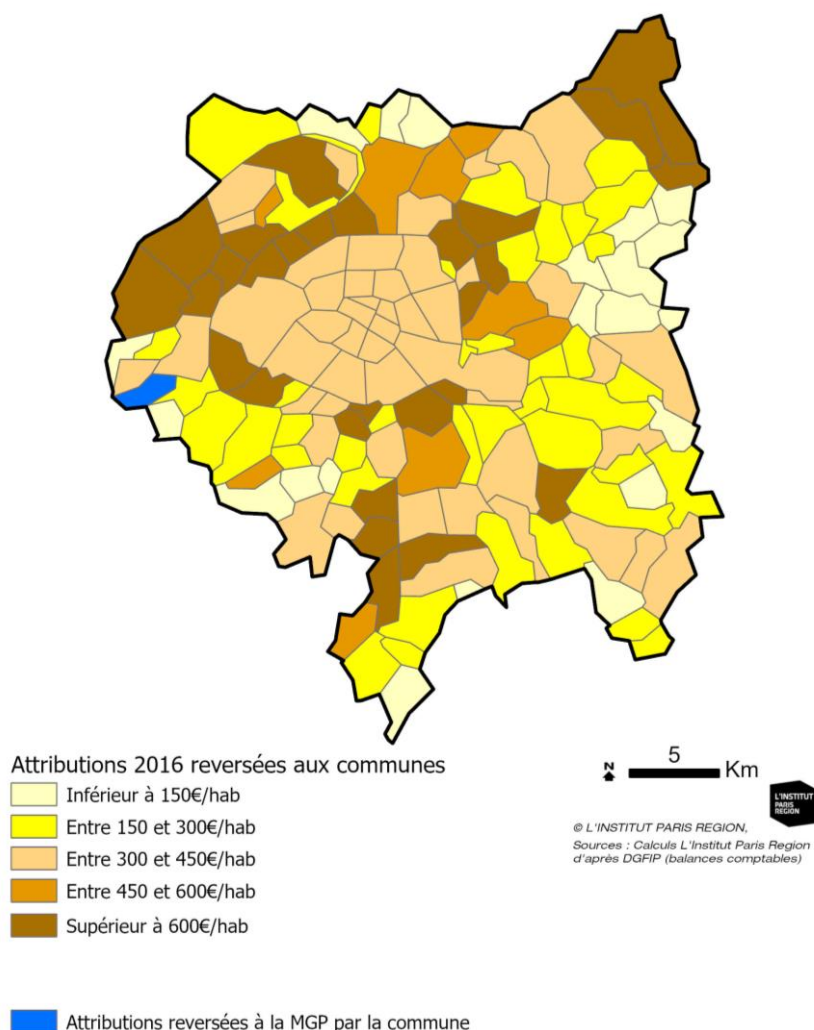 Attributions 2016 reversées aux communes
Inférieur à 150€/hab
Entre 150 et 300€/hab
Entre 300 et 450€/hab
Entre 450 et 600€/hab
Supérieur à 600€/hab
Attributions reversées à la MGP par la commune
N
5
Km
L'INSTITUT
PARIS
REGION
© L'INSTITUT PARIS REGION,
Sources : Calculs L'Institut Paris Region
d'après DGFIP (balances comptables)